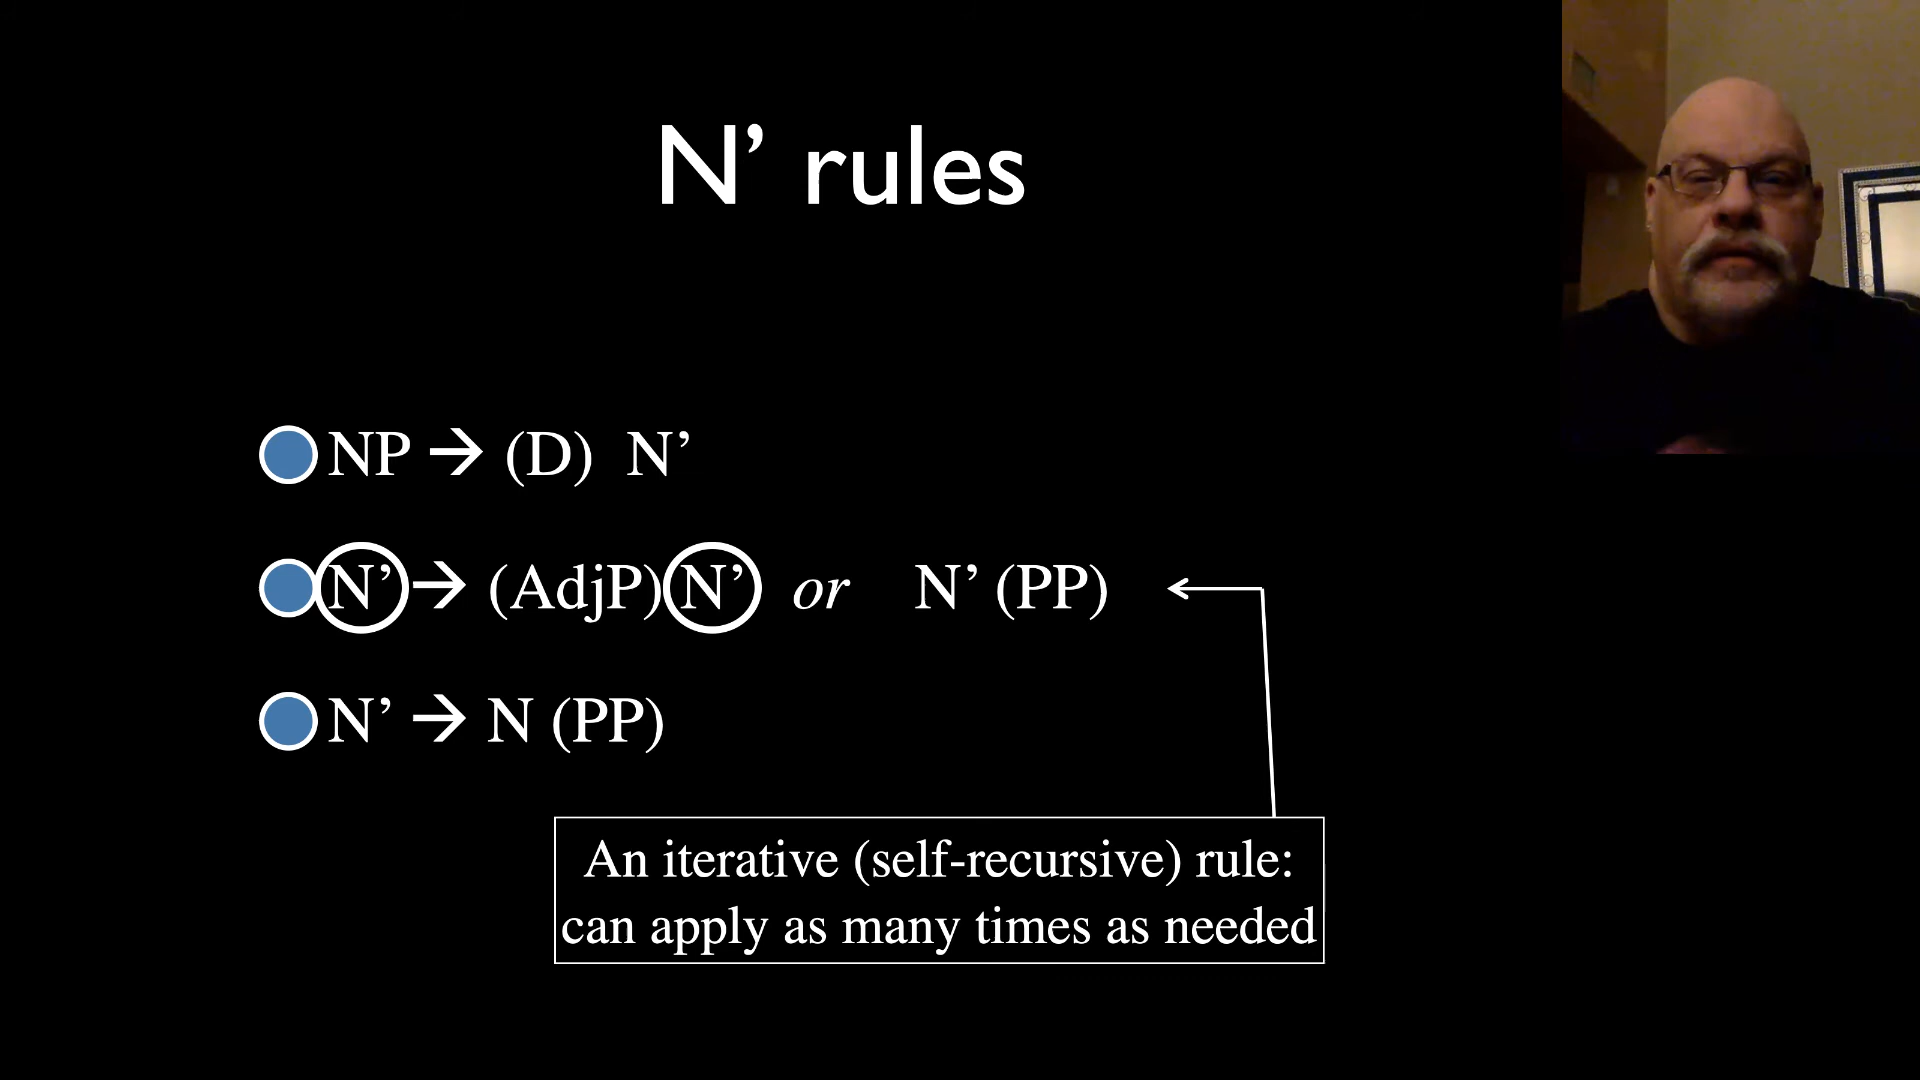 N’ rules
NP → (D) N’
N’ → (AdjP) N’ or N’ (PP)
N’ → N (PP)
An iterative (self-recursive) rule:
can apply as many times as needed